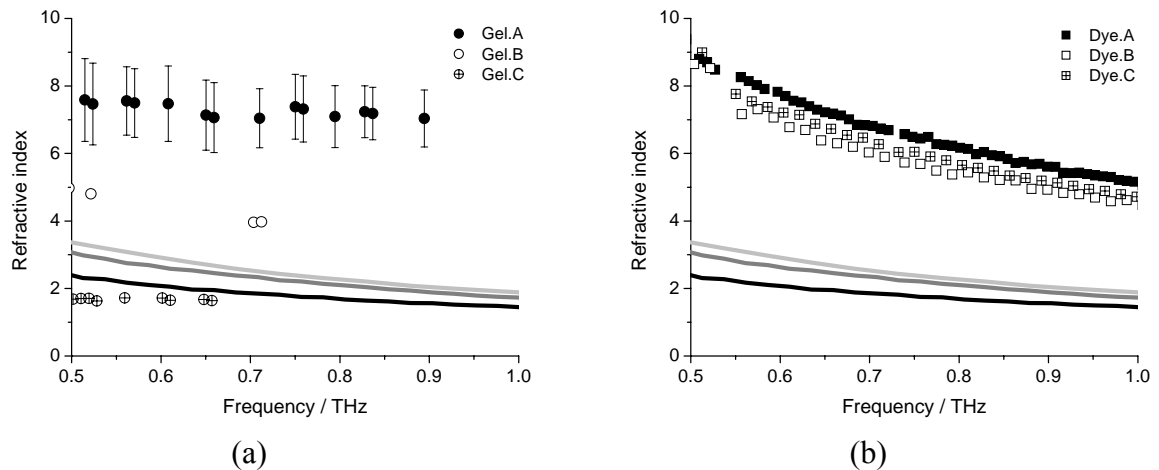 10
8
6
4
2
0
Refractive index
0.5
0.6
0.7
0.8
0.9
1.0
Frequency / THz
Gel.A
Gel.B
Gel.C
(a)
10
8
6
4
2
0
Refractive index
0.5
0.6
0.7
0.8
0.9
1.0
Frequency / THz
Dye.A
Dye.B
Dye.C
(b)